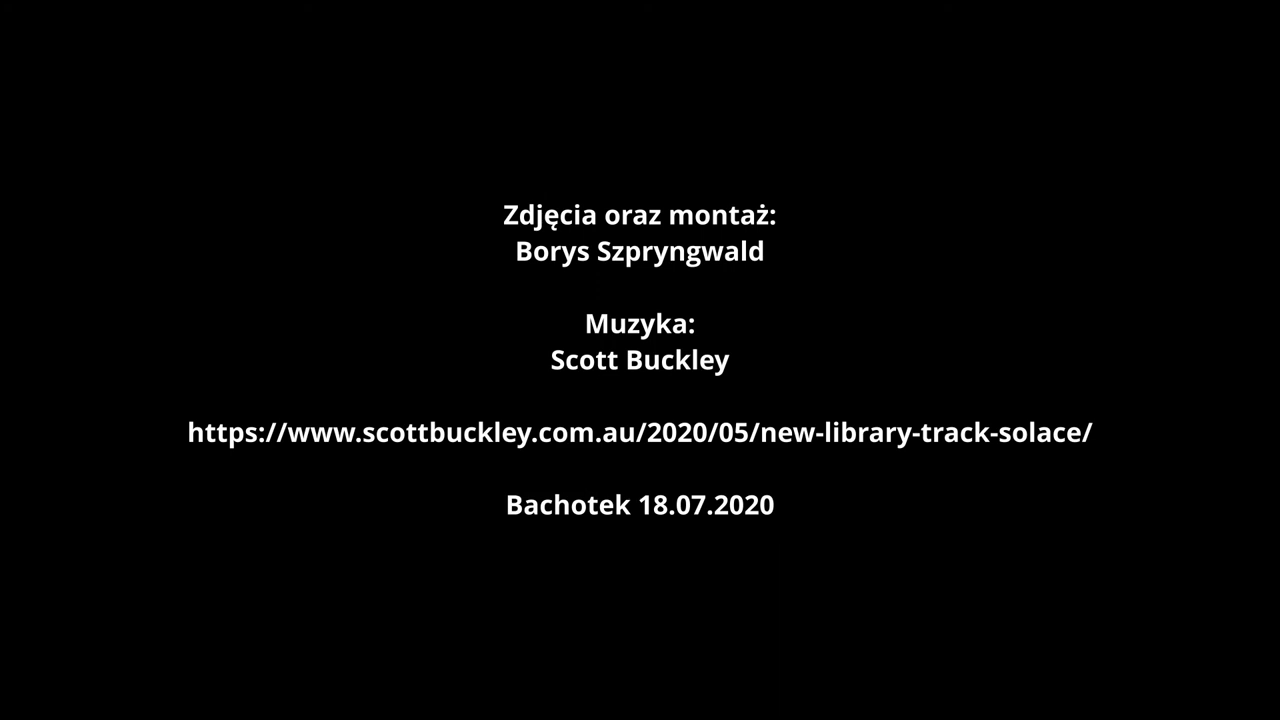 Zdjęcia oraz montaż:
Borys Szpryngwald
Muzyka:
Scott Buckley
https://www.scottbuckley.com.au/2020/05/new-library-track-solace/
Bachotek 18.07.2020